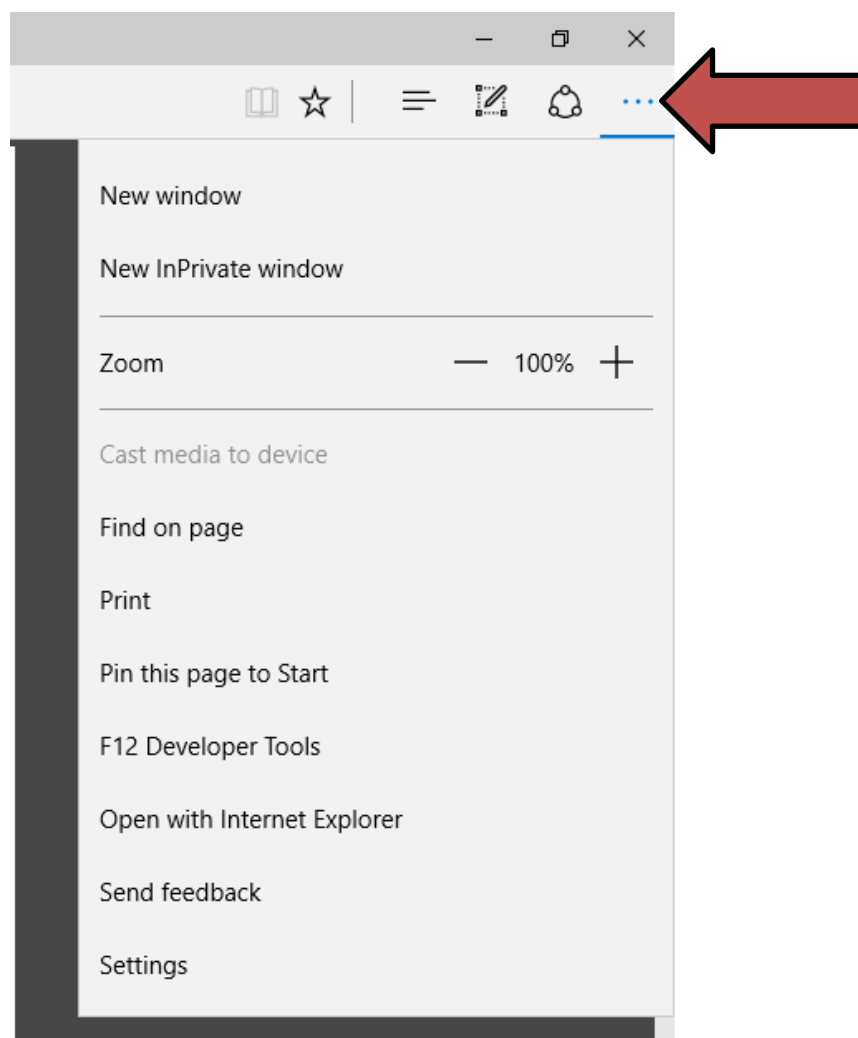 New window
New InPrivate window
Zoom 100%
Cast media to device
Find on page
Print
Pin this page to Start
F12 Developer Tools
Open with Internet Explorer
Send feedback
Settings